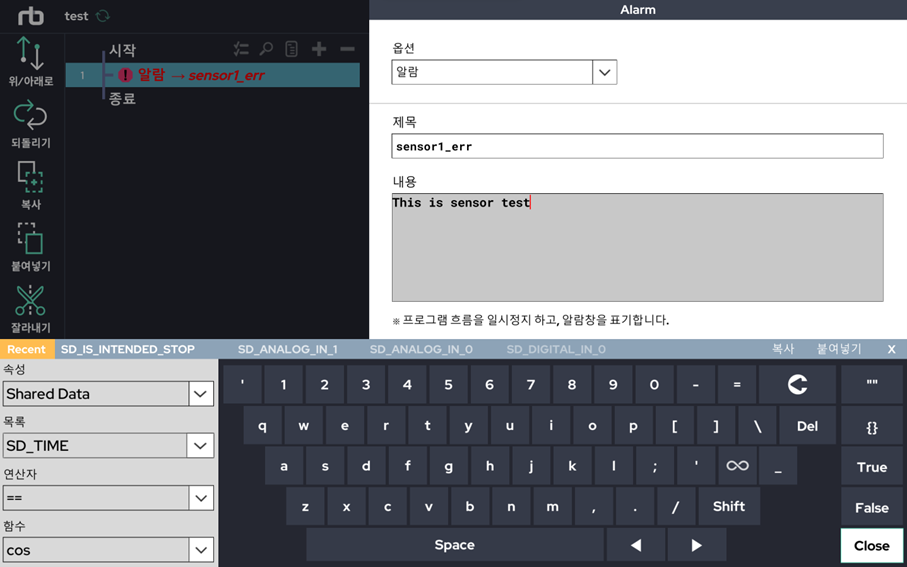 rb
test
Alarm
위/아래로
되돌리기
복사
붙여넣기
잘라내기
시작
1 ! 알람 → sensor1_err
종료
옵션
알람
제목
sensor1_err
내용
This is sensor test
※ 프로그램 흐름을 일시정지 하고, 알람창을 표기합니다.
Recent SD_IS_INTENDED_STOP SD_ANALOG_IN_1 SD_ANALOG_IN_0 SD_DIGITAL_IN_0 복사 붙여넣기 X
속성
Shared Data
목록
SD_TIME
연산자
==
함수
cos
' 1 2 3 4 5 6 7 8 9 0 - = ""
q w e r t y u i o p [ ] \ Del {}
a s d f g h j k l ; ' ∞ _ True
z x c v b n m , . / Shift False
Space ◀ ▶ Close